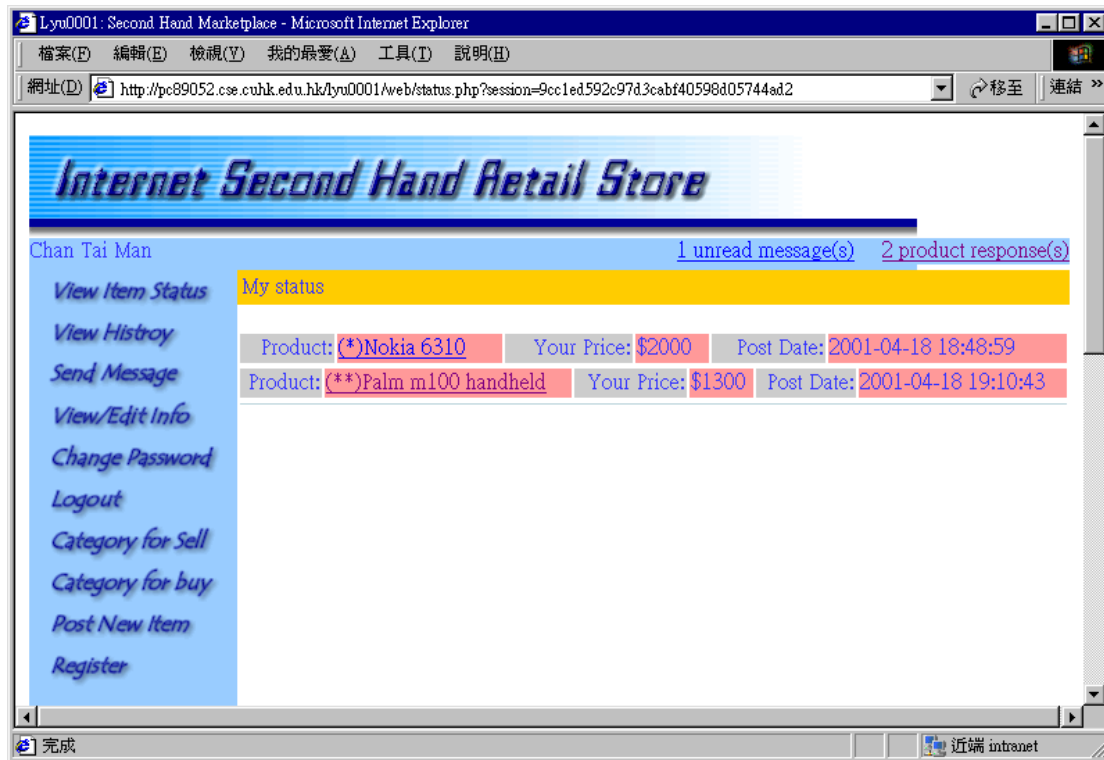 Lyu0001: Second Hand Marketplace - Microsoft Internet Explorer
檔案(F) 編輯(E) 檢視(V) 我的最愛(A) 工具(T) 說明(H)
網址(D) http://pc89052.cse.cuhk.edu.hk/lyu0001/web/status.php?session=9cc1ed592c97d3cabf40598d05744ad2 移至 連結 »
Internet Second Hand Retail Store
Chan Tai Man 1 unread message(s) 2 product response(s)
View Item Status
View Histroy
Send Message
View/Edit Info
Change Password
Logout
Category for Sell
Category for buy
Post New Item
Register
My status
Product: (*)Nokia 6310 Your Price: $2000 Post Date: 2001-04-18 18:48:59
Product: (**)Palm m100 handheld Your Price: $1300 Post Date: 2001-04-18 19:10:43
完成 近端 intranet